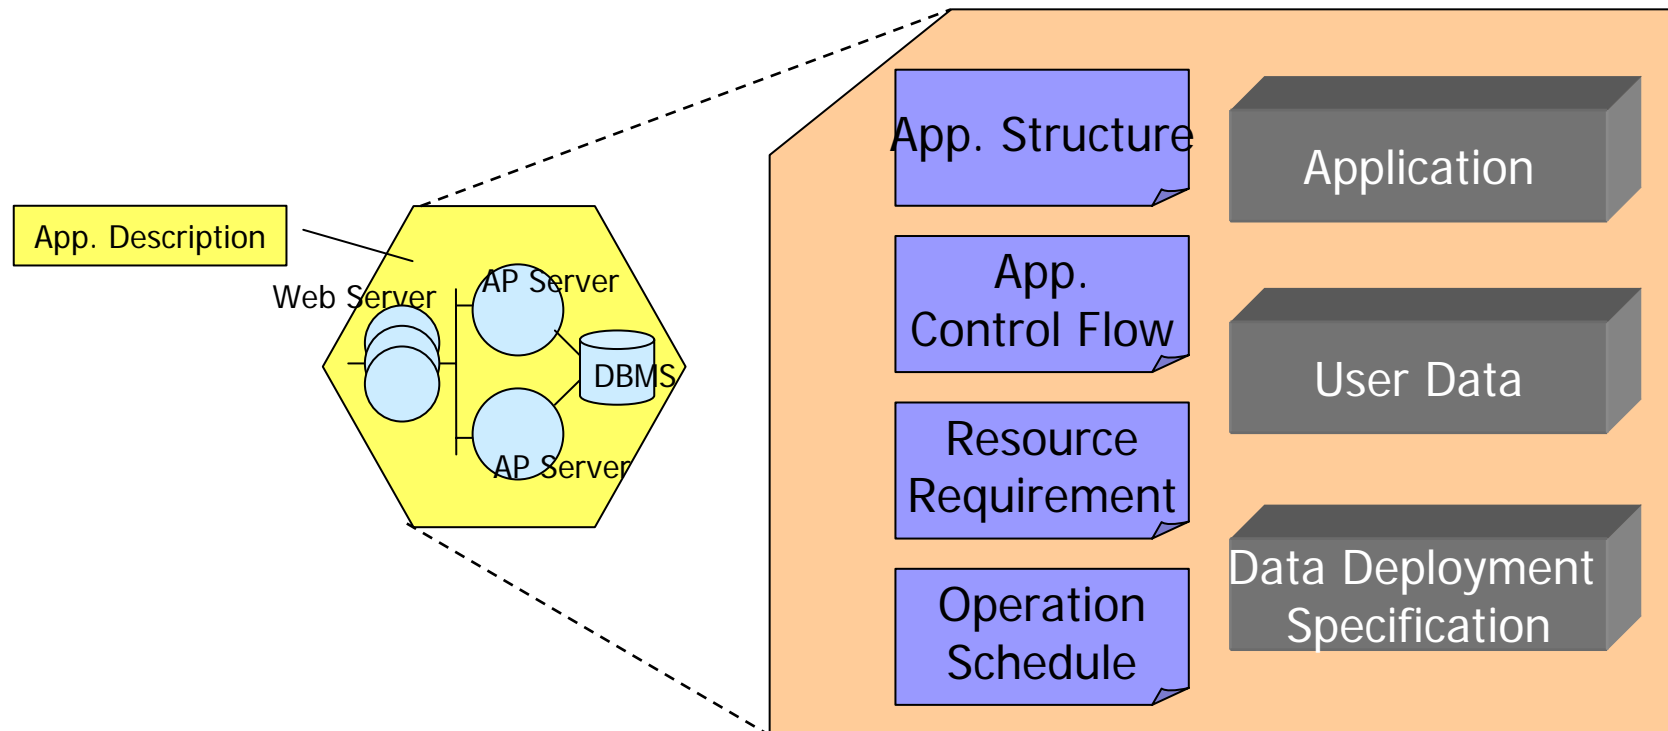 App. Description
Web Server
AP Server
DBMS
AP Server
App. Structure
App.
Control Flow
Resource
Requirement
Operation
Schedule
Application
User Data
Data Deployment
Specification